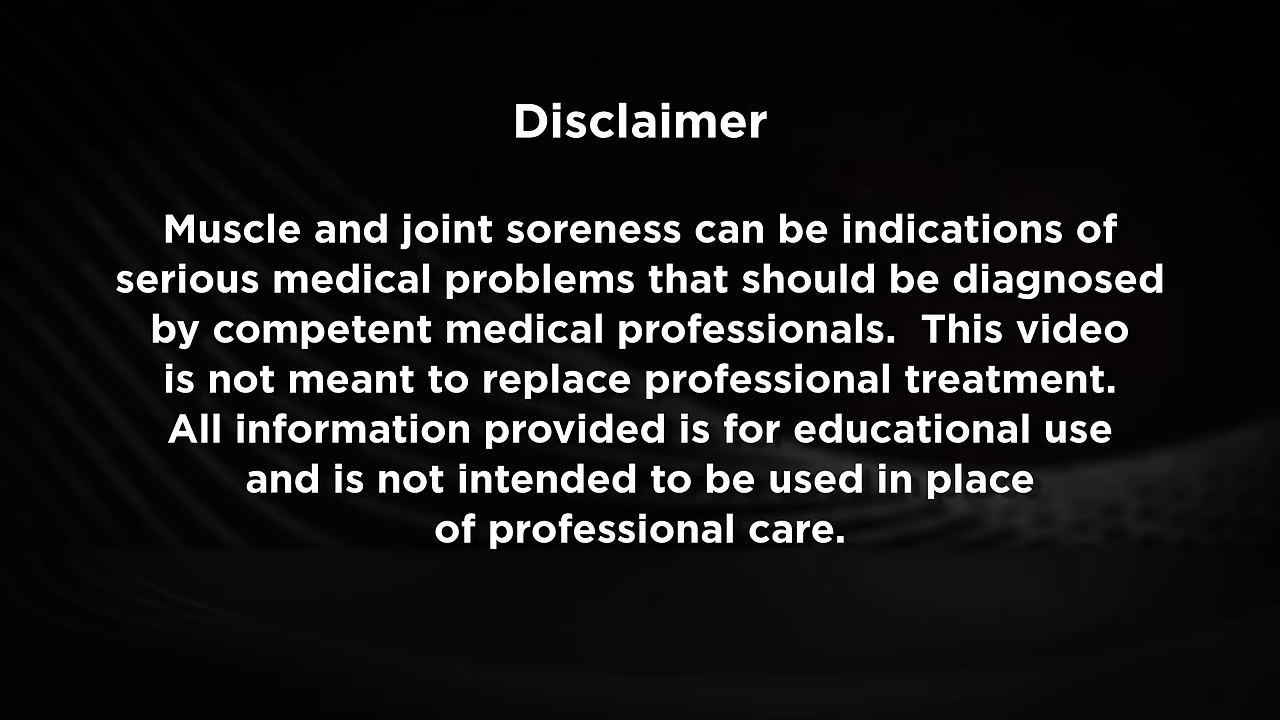 Disclaimer
Muscle and joint soreness can be indications of
serious medical problems that should be diagnosed
by competent medical professionals.  This video
is not meant to replace professional treatment.
All information provided is for educational use
and is not intended to be used in place
of professional care.